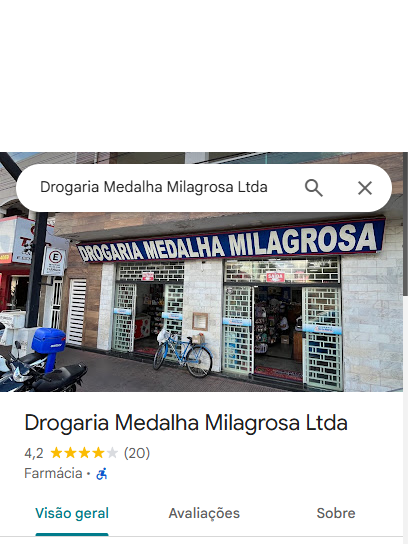 Drogaria Medalha Milagrosa Ltda
DROGARIA MEDALHA MILAGROSA
E
Drogaria Medalha Milagrosa Ltda
4,2 (20)
Farmácia ·
Visão geral
Avaliações
Sobre